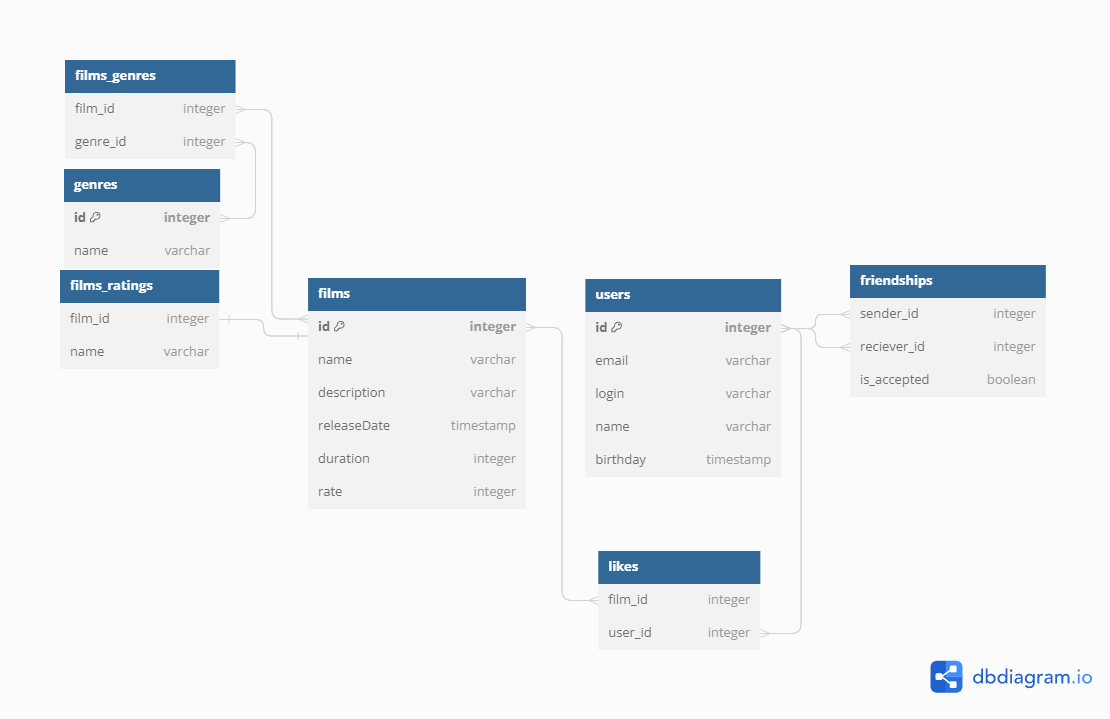 films_genres
film_id integer
genre_id integer
genres
id integer
name varchar
films_ratings
film_id integer
name varchar
films
id integer
name varchar
description varchar
releaseDate timestamp
duration integer
rate integer
users
id integer
email varchar
login varchar
name varchar
birthday timestamp
friendships
sender_id integer
reciever_id integer
is_accepted boolean
likes
film_id integer
user_id integer
dbdiagram.io